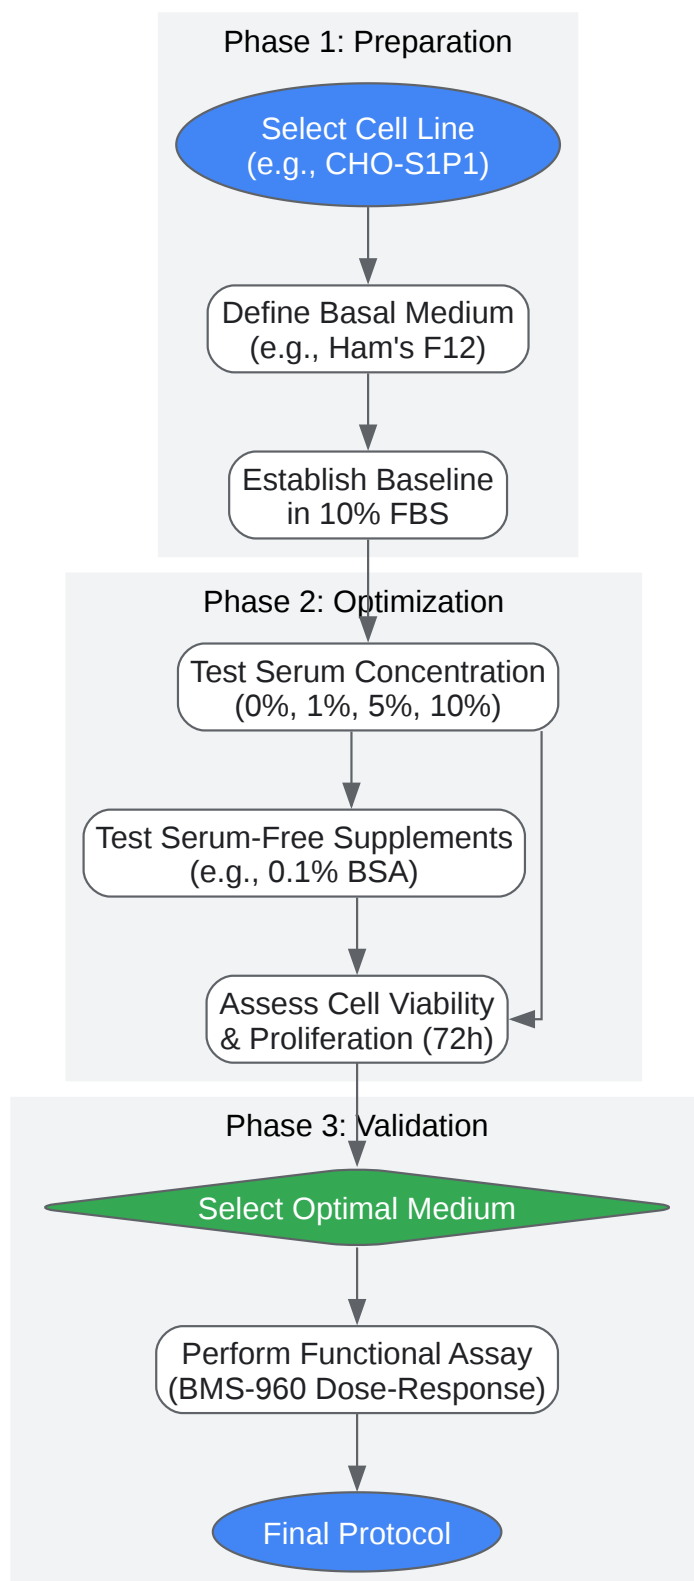 Phase 1: Preparation
Select Cell Line
(e.g., CHO-S1P1)
Define Basal Medium
(e.g., Ham's F12)
Establish Baseline
in 10% FBS
Phase 2: Optimization
Test Serum Concentration
(0%, 1%, 5%, 10%)
Test Serum-Free Supplements
(e.g., 0.1% BSA)
Assess Cell Viability
& Proliferation (72h)
Phase 3: Validation
Select Optimal Medium
Perform Functional Assay
(BMS-960 Dose-Response)
Final Protocol